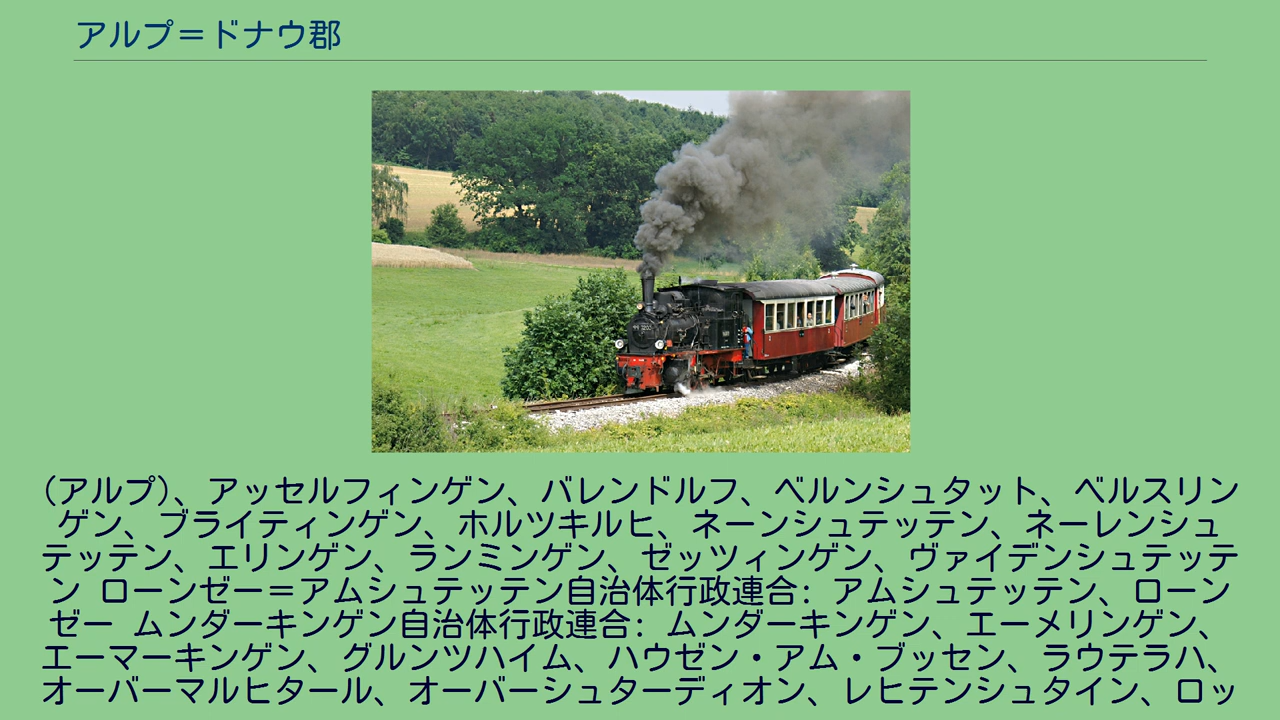 アルプ＝ドナウ郡
(アルプ)、アッセルフィンゲン、バレンドルフ、ベルンシュタット、ベルスリン
ゲン、ブライティンゲン、ホルツキルヒ、ネーンシュテッテン、ネーレンシュ
テッテン、エリンゲン、ランミンゲン、ゼッツィンゲン、ヴァイデンシュテッテ
ン ローンゼー＝アムシュテッテン自治体行政連合: アムシュテッテン、ローン
ゼー ムンダーキンゲン自治体行政連合: ムンダーキンゲン、エーメリンゲン、
エーマーキンゲン、グルンツハイム、ハウゼン・アム・ブッセン、ラウテラハ、
オーバーマルヒタール、オーバーシュターディオン、レヒテンシュタイン、ロッ